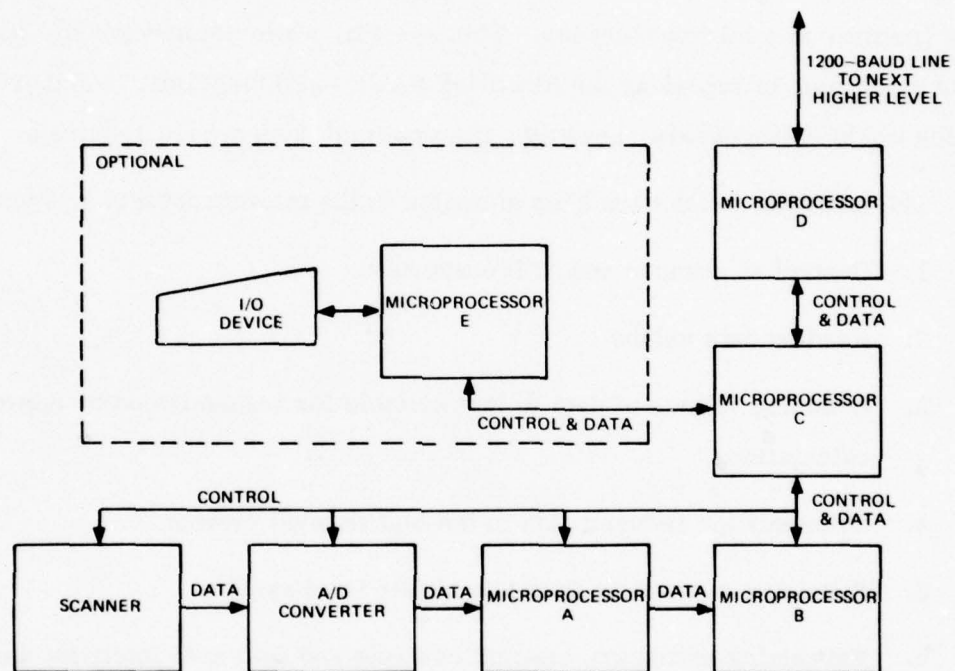 1200-BAUD LINE
TO NEXT
HIGHER LEVEL
OPTIONAL
MICROPROCESSOR
D
I/O
DEVICE
MICROPROCESSOR
E
CONTROL
& DATA
CONTROL & DATA
MICROPROCESSOR
C
CONTROL
CONTROL
& DATA
SCANNER
DATA
A/D
CONVERTER
DATA
MICROPROCESSOR
A
DATA
MICROPROCESSOR
B